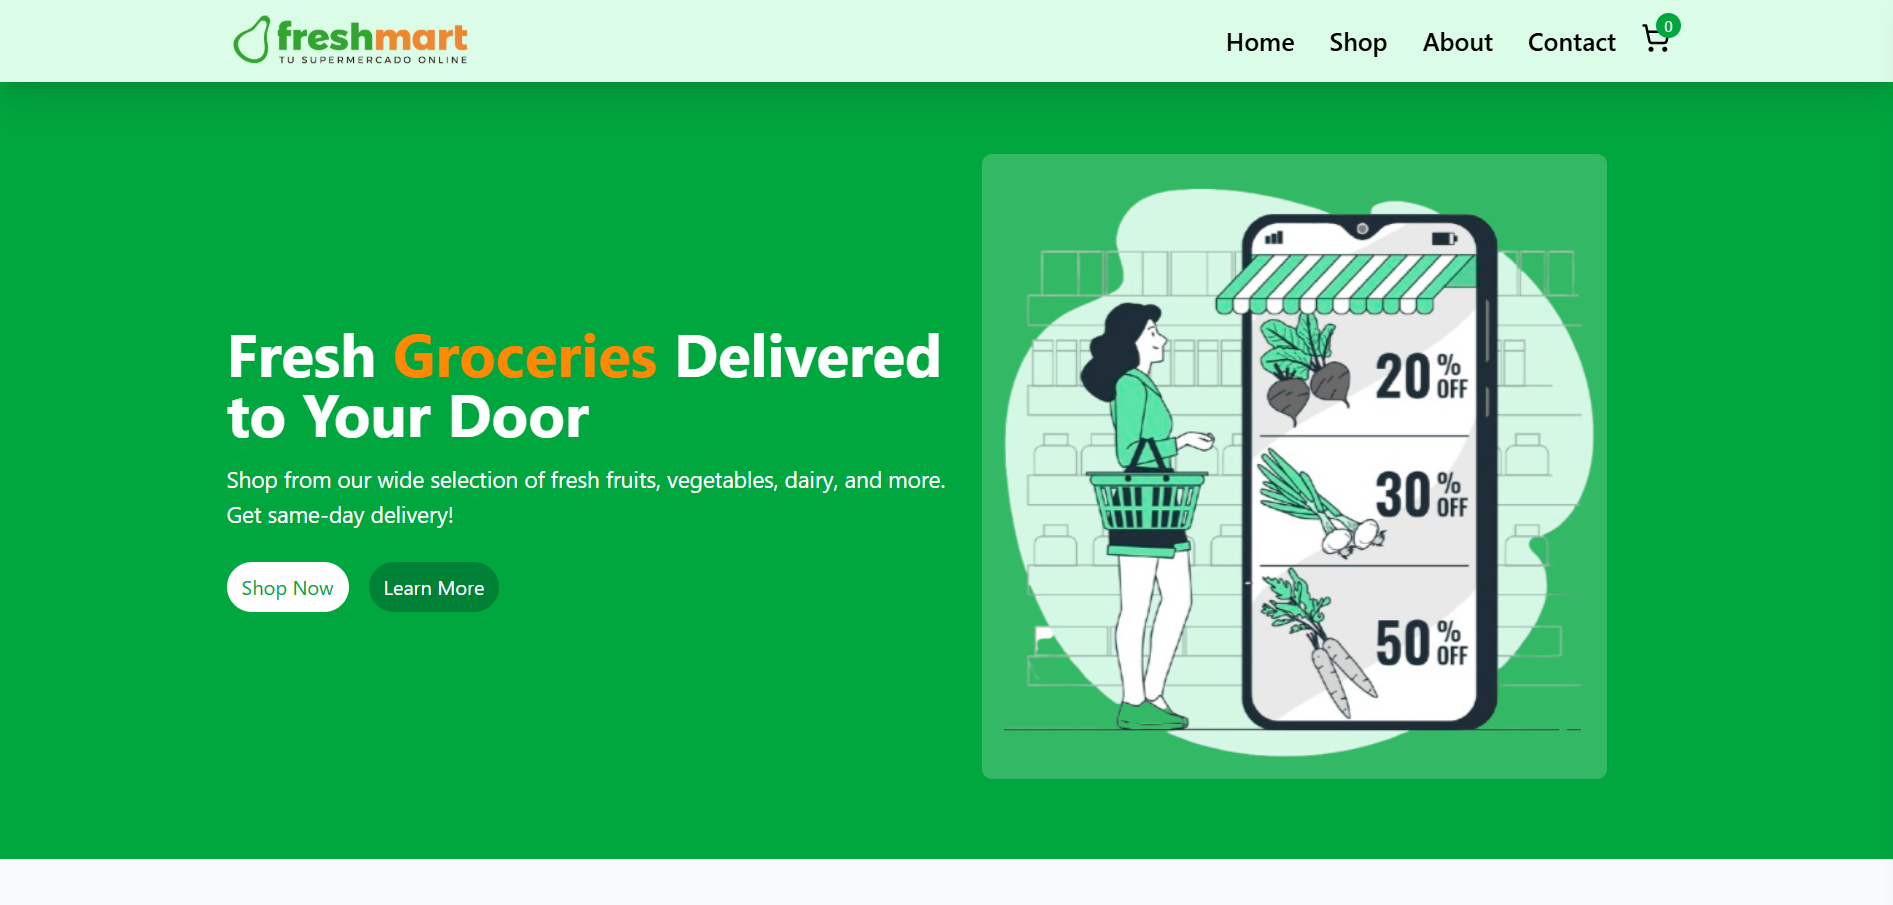 freshmart
TU SUPERMERCADO ONLINE
Home Shop About Contact 0
Fresh Groceries Delivered
to Your Door
Shop from our wide selection of fresh fruits, vegetables, dairy, and more.
Get same-day delivery!
Shop Now Learn More
20% OFF
30% OFF
50% OFF